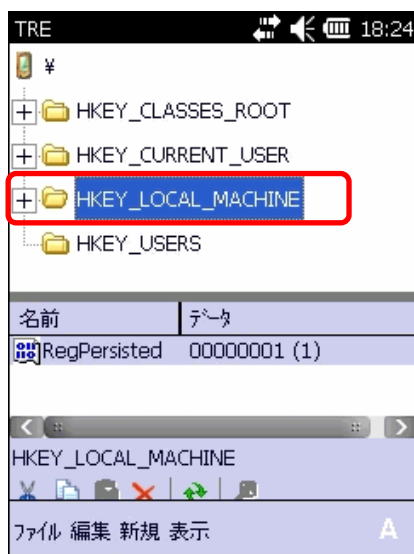 TRE 18:24
¥
HKEY_CLASSES_ROOT
HKEY_CURRENT_USER
HKEY_LOCAL_MACHINE
HKEY_USERS
名前 ﾃﾞｰﾀ
RegPersisted 00000001 (1)
HKEY_LOCAL_MACHINE
ﾌｧｲﾙ 編集 新規 表示 A